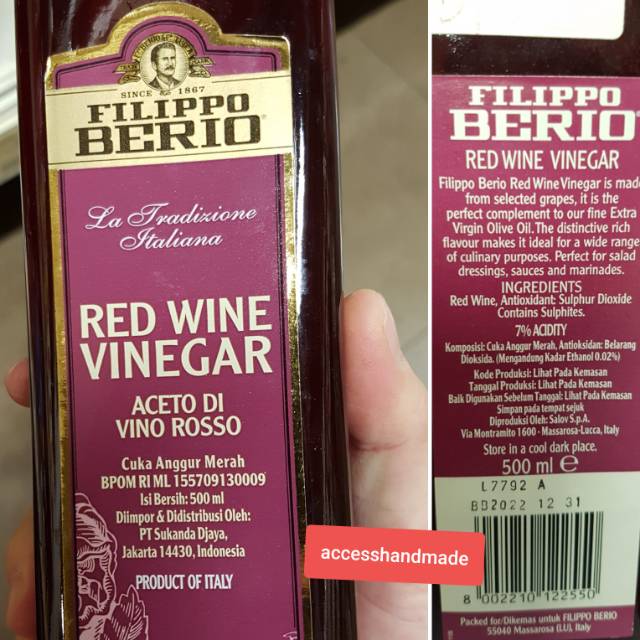 SINCE 1867
FILIPPO
BERIO
La Tradizione
Italiana
RED WINE
VINEGAR
ACETO DI
VINO ROSSO
Cuka Anggur Merah
BPOM RI ML 155709130009
Isi Bersih: 500 ml
Diimpor & Didistribusi Oleh:
PT Sukanda Djaya,
Jakarta 14430, Indonesia
PRODUCT OF ITALY
accesshandmade
FILIPPO
BERIO
RED WINE VINEGAR
Filippo Berio Red Wine Vinegar is made
from selected grapes, it is the
perfect complement to our fine Extra
Virgin Olive Oil. The distinctive rich
flavour makes it ideal for a wide range
of culinary purposes. Perfect for salad
dressings, sauces and marinades.
INGREDIENTS
Red Wine, Antioxidant: Sulphur Dioxide
Contains Sulphites.
7% ACIDITY
Komposisi: Cuka Anggur Merah, Antioksidan: Belarang
Dioksida. (Mengandung Kadar Ethanol 0.02%)
Kode Produksi: Lihat Pada Kemasan
Tanggal Produksi: Lihat Pada Kemasan
Baik Digunakan Sebelum Tanggal: Lihat Pada Kemasan
Simpan pada tempat sejuk
Diproduksi Oleh: Salov S.p.A.
Via Montramito 1600 - Massarosa-Lucca, Italy
Store in a cool dark place.
500 ml e
L7792 A
BB2022 12 31
8 002210 122550
Packed for/Dikemas untuk FILIPPO BERIO
55040 Massarosa (LU), Italy